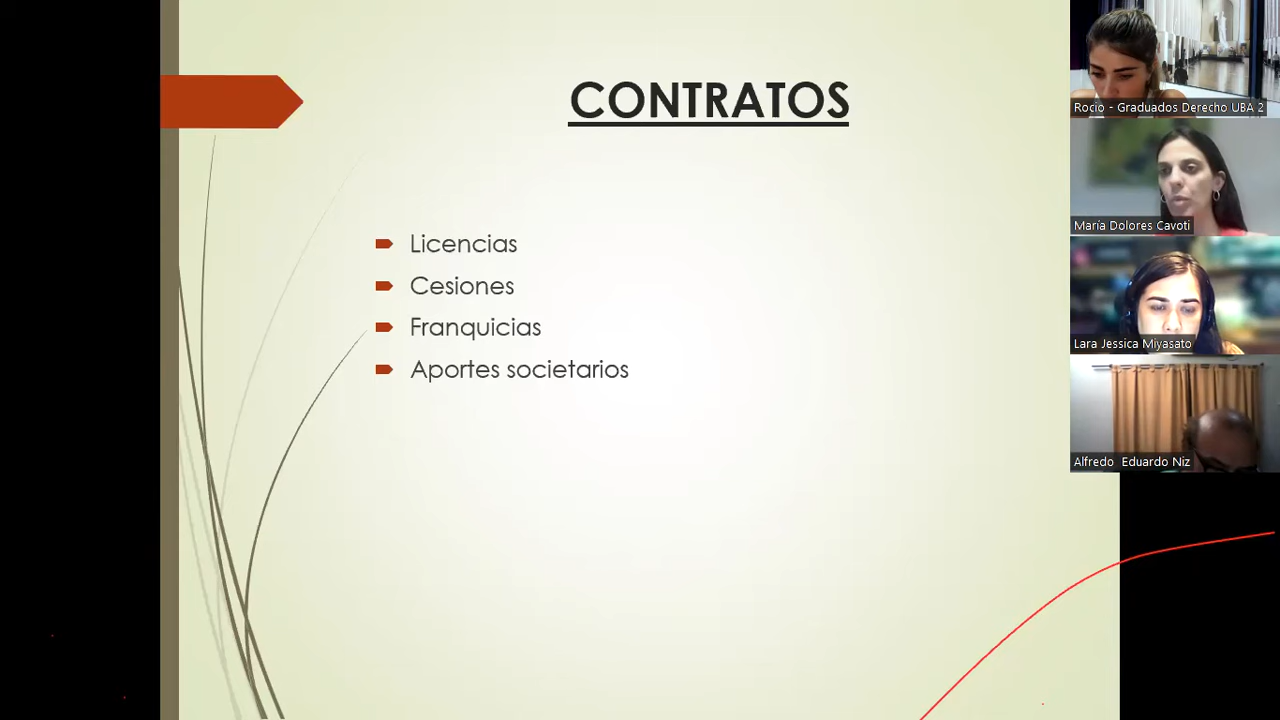 CONTRATOS
Licencias
Cesiones
Franquicias
Aportes societarios
Rocio - Graduados Derecho UBA 2
María Dolores Cavoti
Lara Jessica Miyasato
Alfredo Eduardo Niz